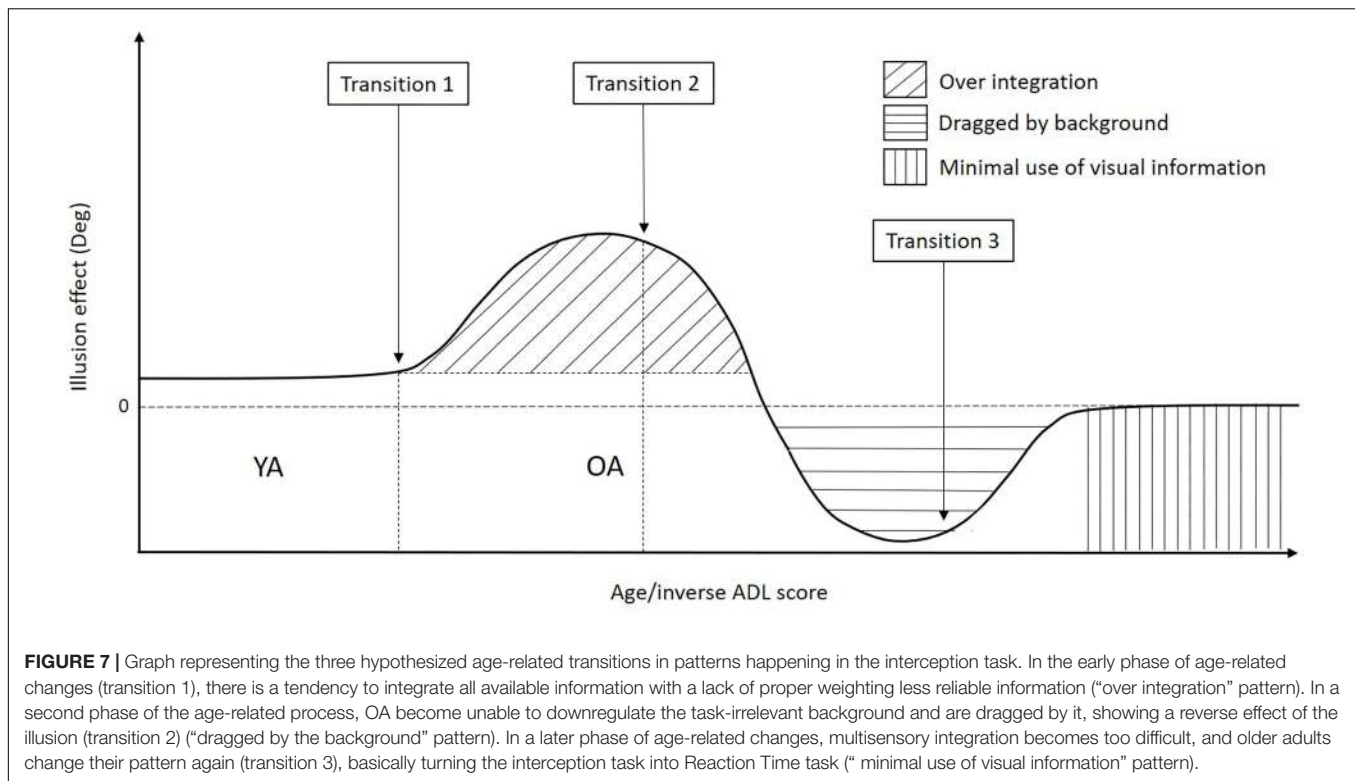 Transition 1
Transition 2
Over integration
Dragged by background
Minimal use of visual information
Transition 3
Illusion effect (Deg)
0
YA
OA
Age/inverse ADL score
FIGURE 7 | Graph representing the three hypothesized age-related transitions in patterns happening in the interception task. In the early phase of age-related
changes (transition 1), there is a tendency to integrate all available information with a lack of proper weighting less reliable information (“over integration” pattern). In a
second phase of the age-related process, OA become unable to downregulate the task-irrelevant background and are dragged by it, showing a reverse effect of the
illusion (transition 2) (“dragged by the background” pattern). In a later phase of age-related changes, multisensory integration becomes too difficult, and older adults
change their pattern again (transition 3), basically turning the interception task into Reaction Time task (“ minimal use of visual information” pattern).